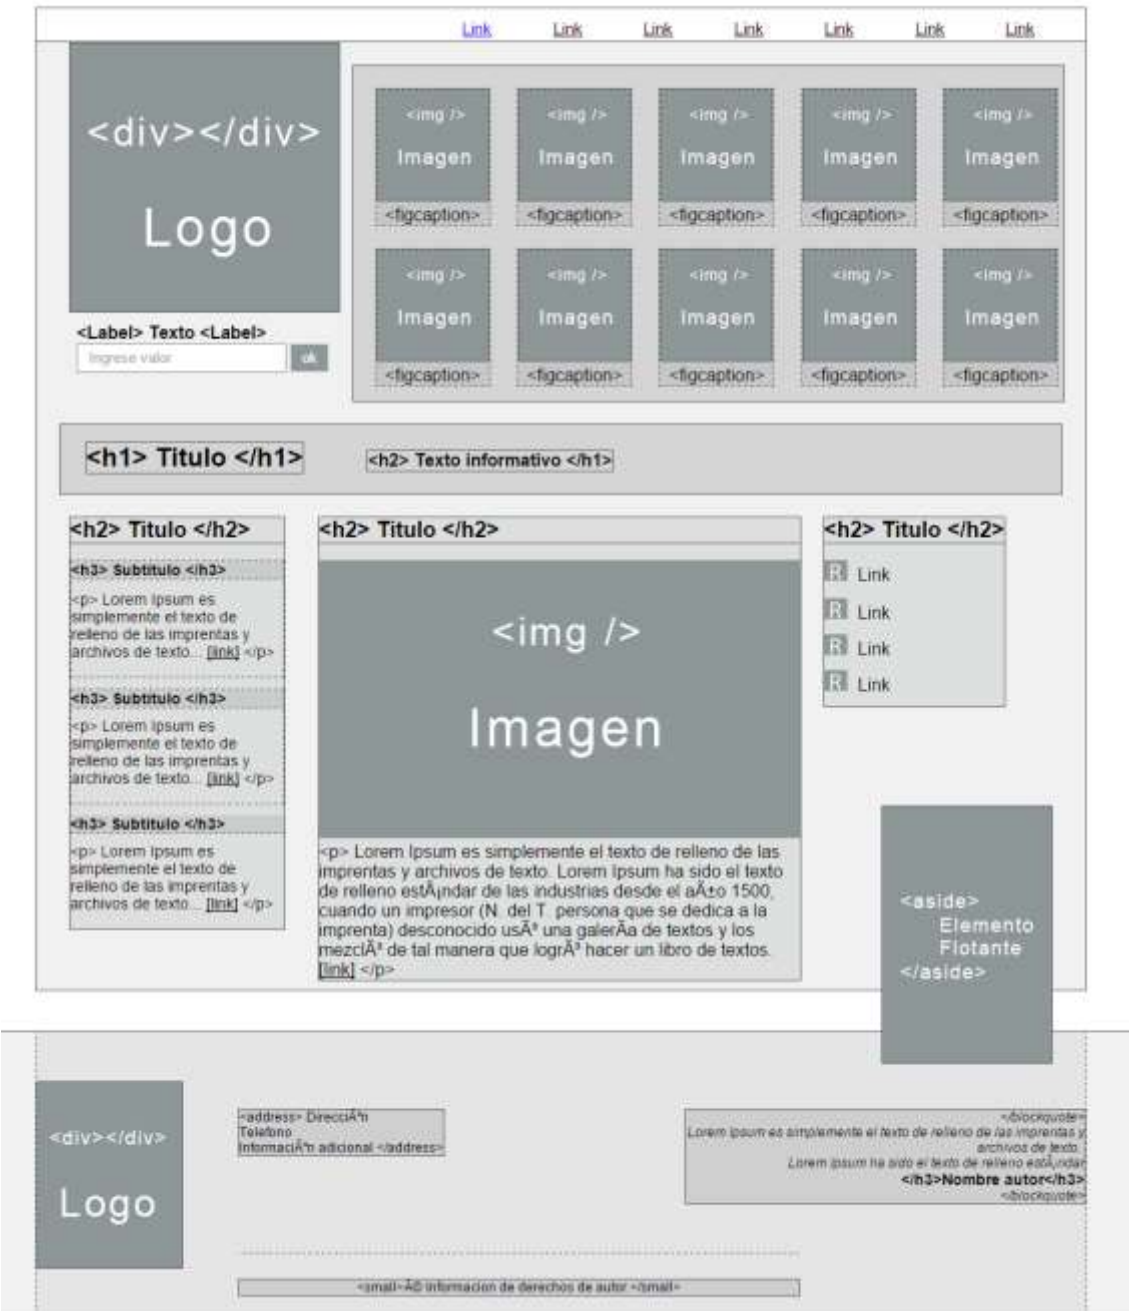 Link Link Link Link Link Link Link
<div></div>
Logo
<img /> <img /> <img /> <img /> <img />
Imagen Imagen Imagen Imagen Imagen
<figcaption> <figcaption> <figcaption> <figcaption> <figcaption>
<img /> <img /> <img /> <img /> <img />
Imagen Imagen Imagen Imagen Imagen
<figcaption> <figcaption> <figcaption> <figcaption> <figcaption>
<Label> Texto <Label>
Ingrese valor ok
<h1> Titulo </h1>
<h2> Texto informativo </h1>
<h2> Titulo </h2>
<h3> Subtitulo </h3>
<p> Lorem Ipsum es
simplemente el texto de
relleno de las imprentas y
archivos de texto... [link] </p>
<h3> Subtitulo </h3>
<p> Lorem Ipsum es
simplemente el texto de
relleno de las imprentas y
archivos de texto... [link] </p>
<h3> Subtitulo </h3>
<p> Lorem Ipsum es
simplemente el texto de
relleno de las imprentas y
archivos de texto... [link] </p>
<h2> Titulo </h2>
<img />
Imagen
<p> Lorem Ipsum es simplemente el texto de relleno de las
imprentas y archivos de texto. Lorem Ipsum ha sido el texto
de relleno estÃ¡ndar de las industrias desde el aÃ±o 1500,
cuando un impresor (N. del T. persona que se dedica a la
imprenta) desconocido usÃ³ una galerÃ­a de textos y los
mezclÃ³ de tal manera que logrÃ³ hacer un libro de textos.
[link] </p>
<h2> Titulo </h2>
R Link
R Link
R Link
R Link
<aside>
Elemento
Flotante
</aside>
<div></div>
Logo
<address> DirecciÃ³n
Telefono
InformaciÃ³n adicional </address>
</blockquote>
Lorem Ipsum es simplemente el texto de relleno de las imprentas y
archivos de texto.
Lorem Ipsum ha sido el texto de relleno estÃ¡ndar
</h3>Nombre autor</h3>
</blockquote>
<small>Â© Informacion de derechos de autor </small>